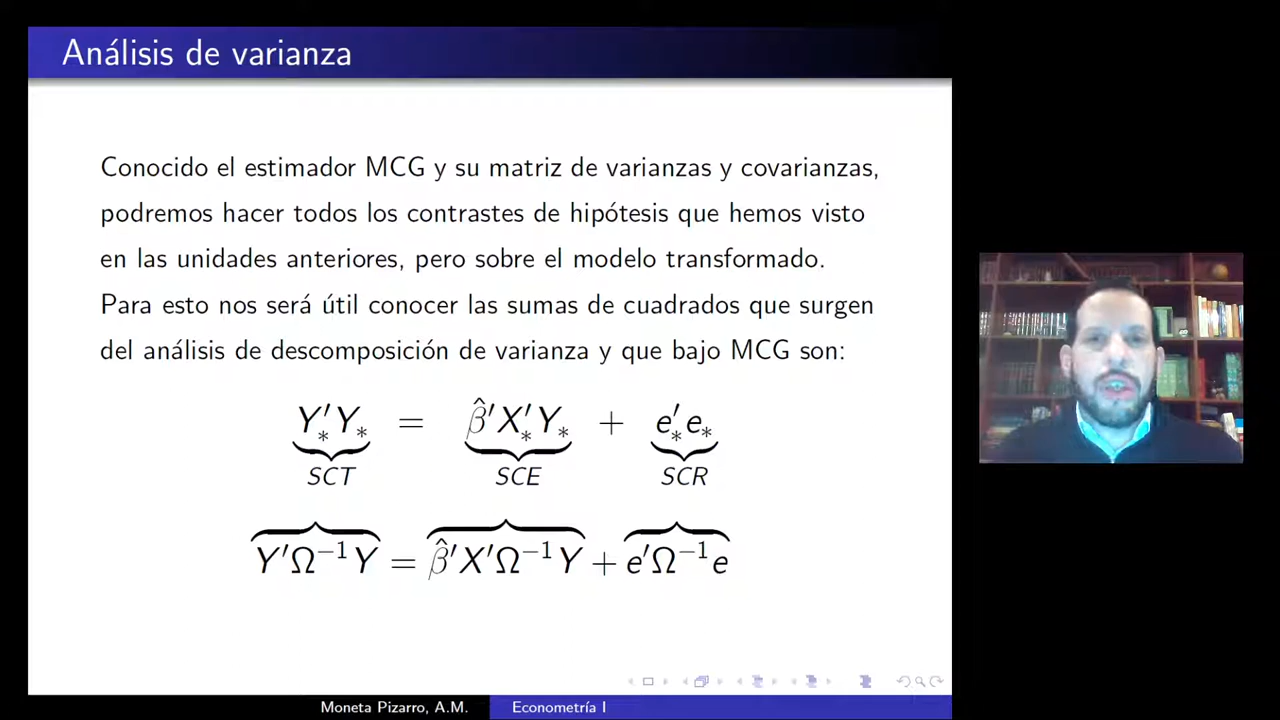 Análisis de varianza
Conocido el estimador MCG y su matriz de varianzas y covarianzas,
podremos hacer todos los contrastes de hipótesis que hemos visto
en las unidades anteriores, pero sobre el modelo transformado.
Para esto nos será útil conocer las sumas de cuadrados que surgen
del análisis de descomposición de varianza y que bajo MCG son:
Y′∗Y∗ = β̂′X′∗Y∗ + e′∗e∗
SCT SCE SCR
Y′Ω⁻¹Y = β̂′X′Ω⁻¹Y + e′Ω⁻¹e
Moneta Pizarro, A.M. Econometría I